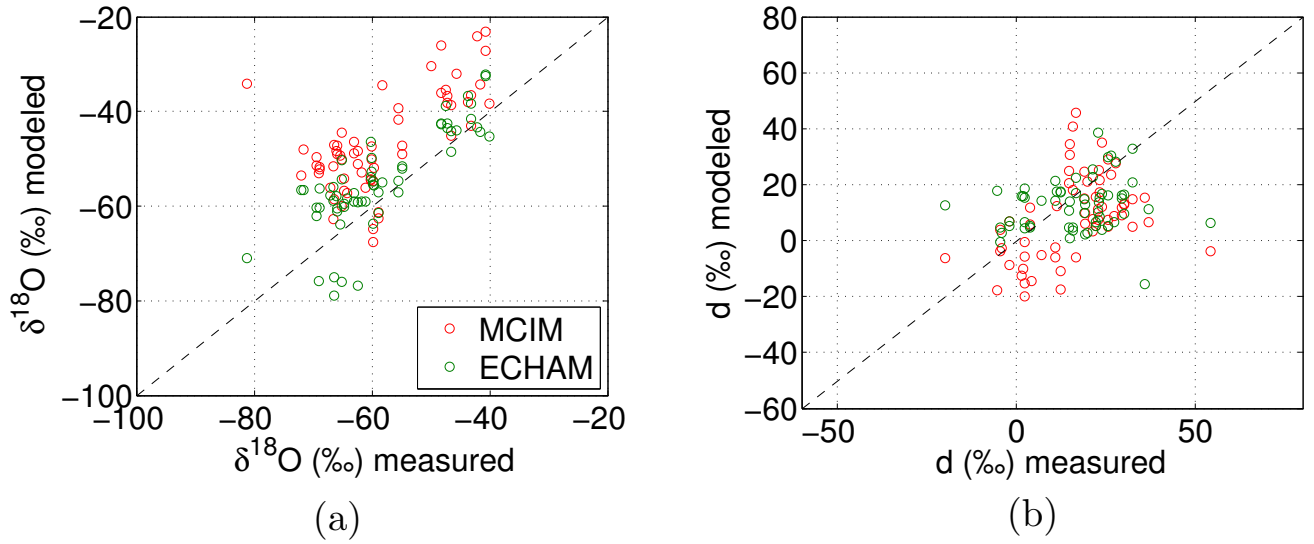 −20
−40
−60
−80
−100
δ18O (‰) modeled
MCIM
ECHAM
−100 −80 −60 −40 −20
δ18O (‰) measured
(a)
80
60
40
20
0
−20
−40
−60
d (‰) modeled
−50 0 50
d (‰) measured
(b)